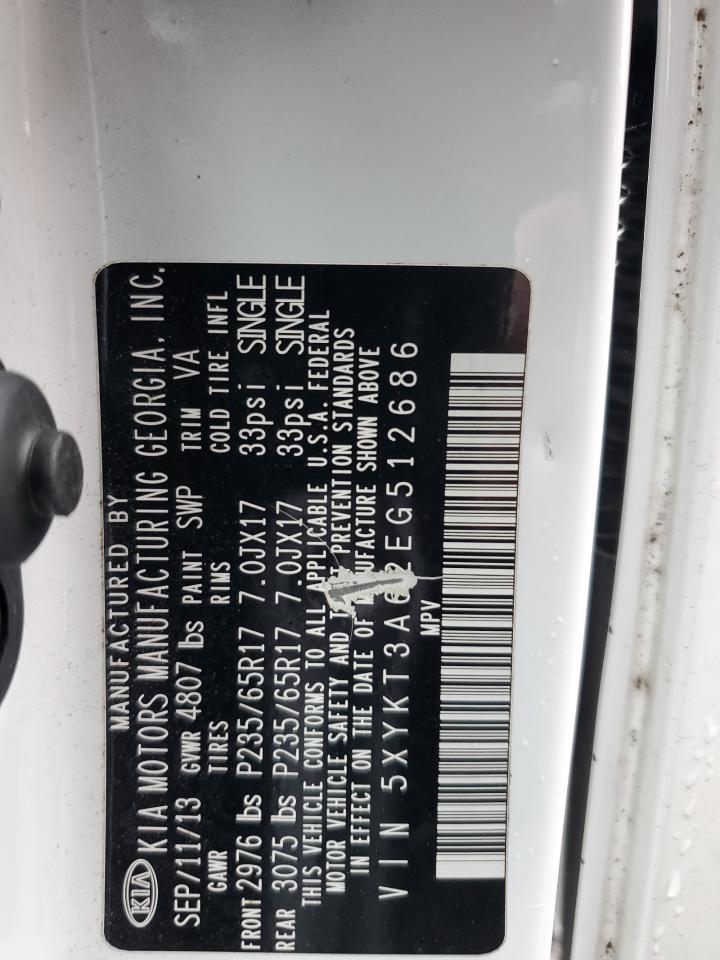 MANUFACTURED BY
KIA KIA MOTORS MANUFACTURING GEORGIA, INC.
SEP/11/13 GVWR 4807 lbs PAINT SWP TRIM VA
GAWR TIRES RIMS COLD TIRE INFL
FRONT 2976 lbs P235/65R17 7.0JX17 33psi SINGLE
REAR 3075 lbs P235/65R17 7.0JX17 33psi SINGLE
THIS VEHICLE CONFORMS TO ALL APPLICABLE U.S.A. FEDERAL
MOTOR VEHICLE SAFETY AND PREVENTION STANDARDS
IN EFFECT ON THE DATE OF MANUFACTURE SHOWN ABOVE
VIN
MPV